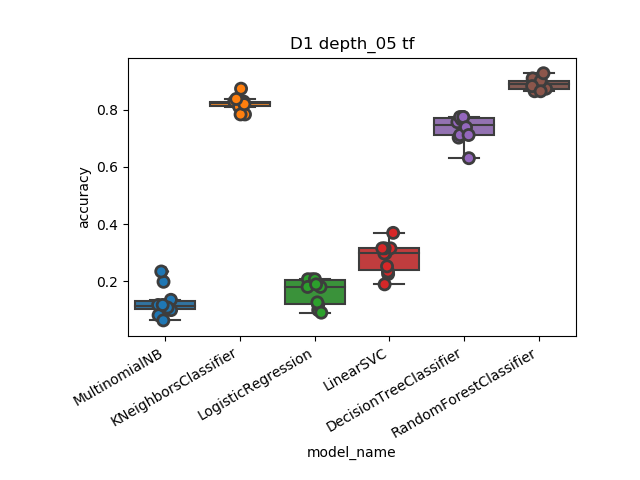 D1 depth_05 tf
accuracy
0.8
0.6
0.4
0.2
MultinomialNB
KNeighborsClassifier
LogisticRegression
LinearSVC
DecisionTreeClassifier
RandomForestClassifier
model_name